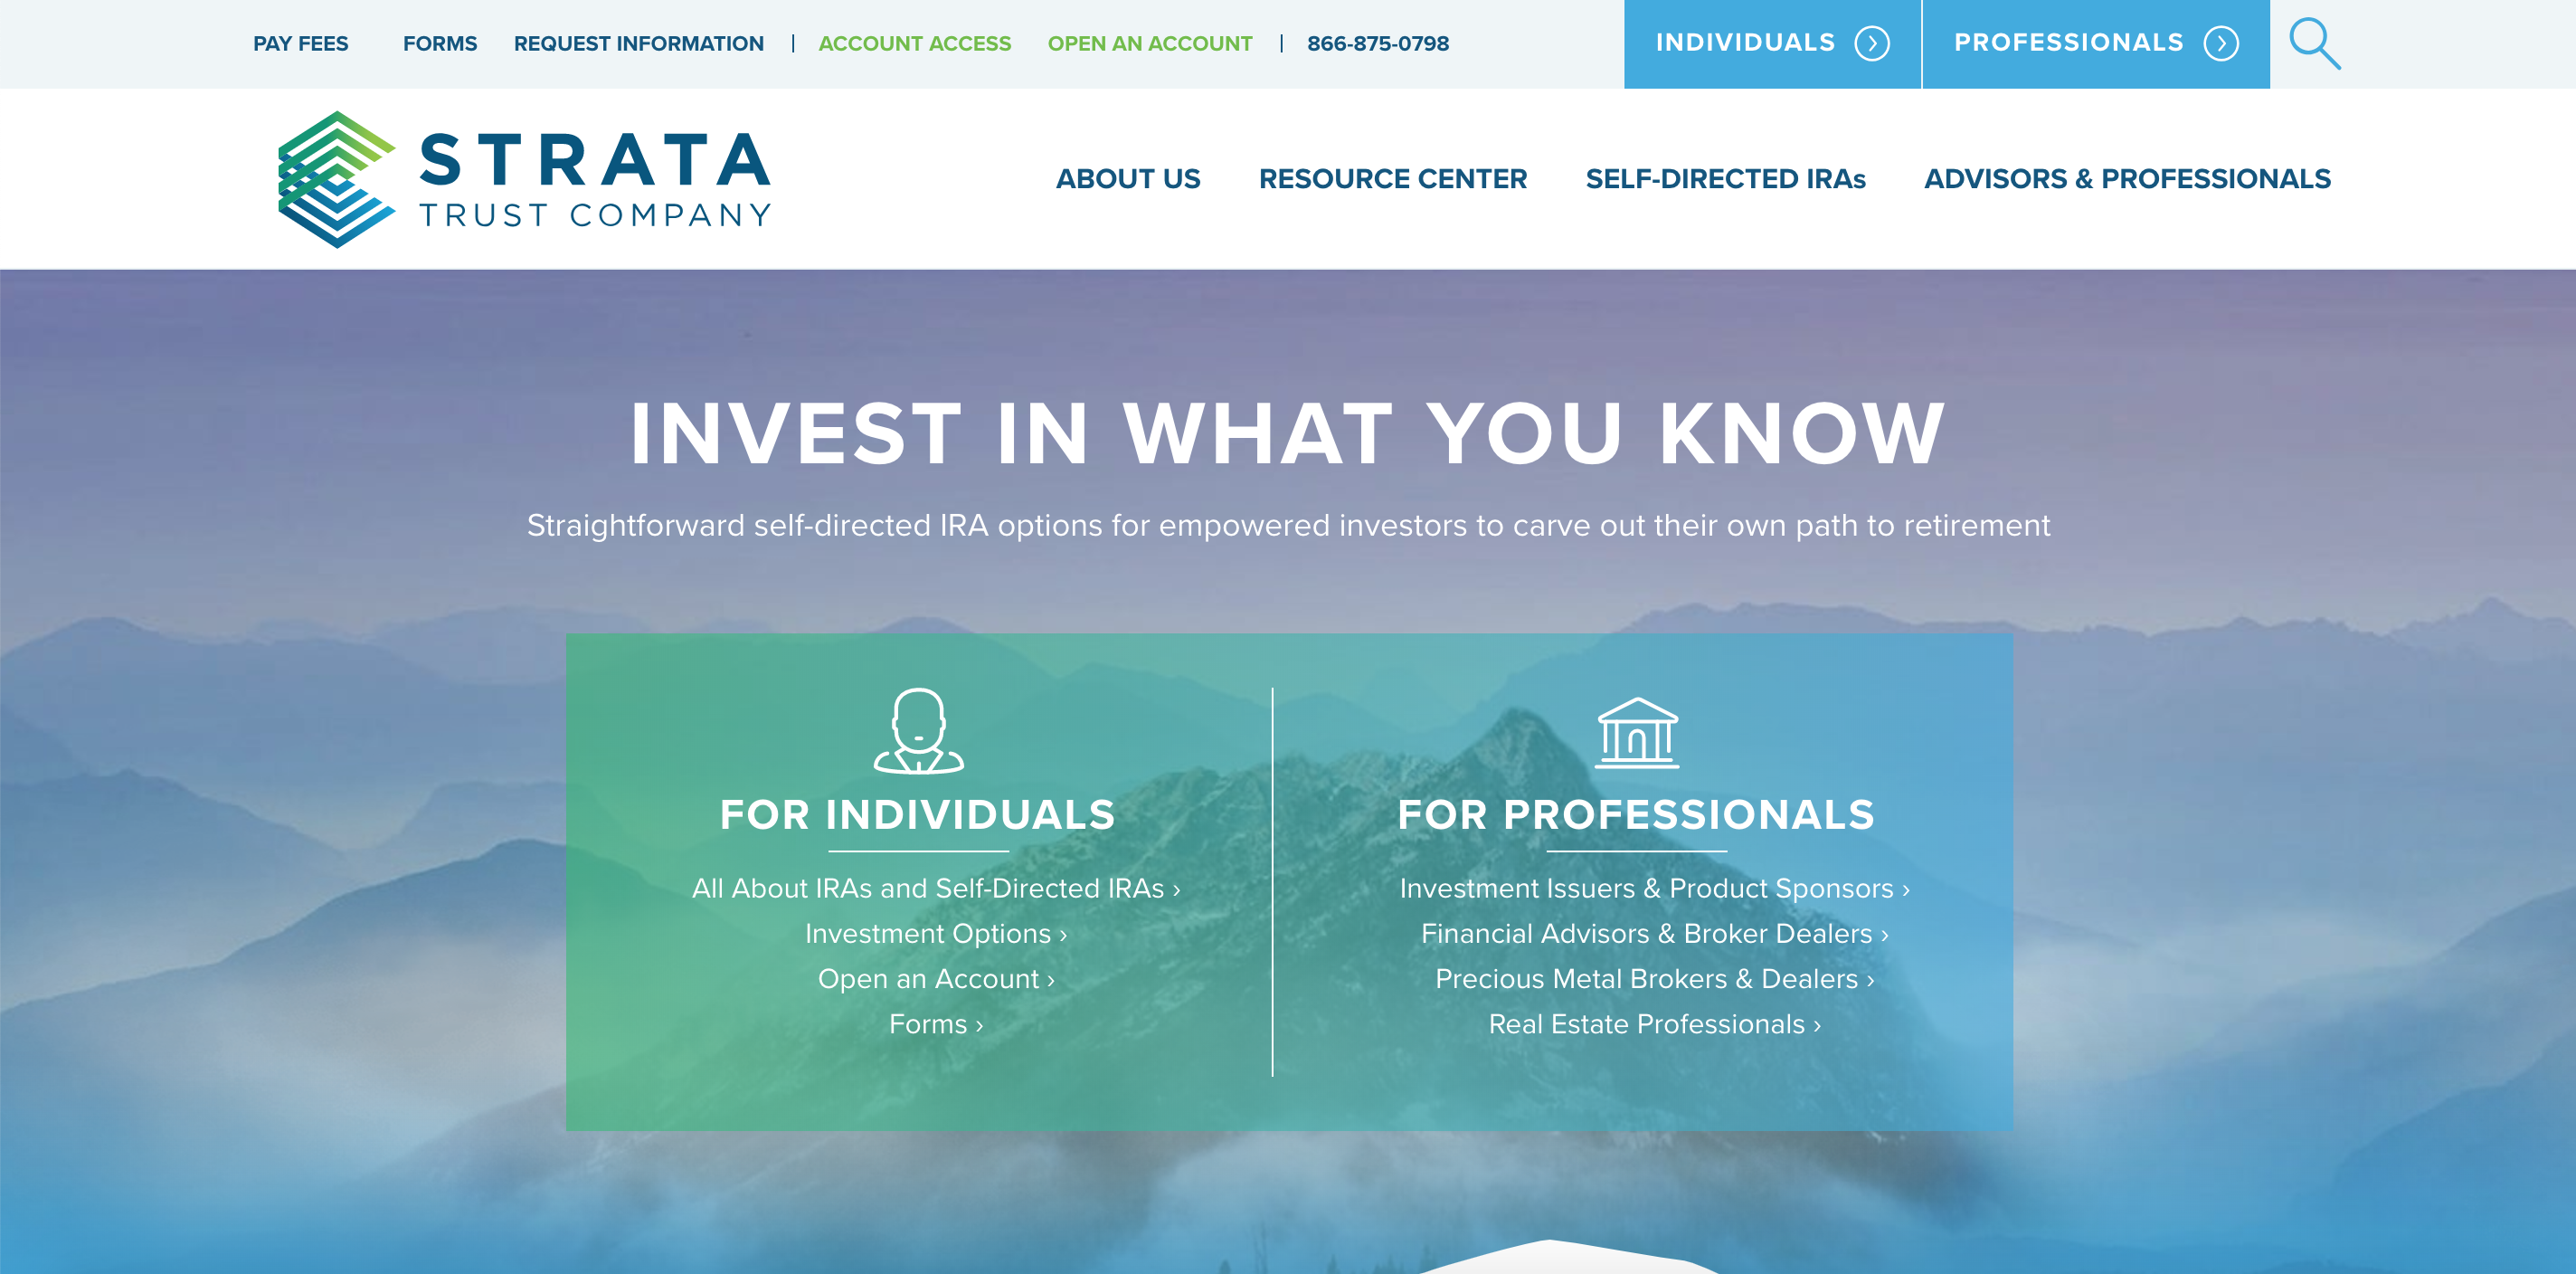 PAY FEES FORMS REQUEST INFORMATION | ACCOUNT ACCESS OPEN AN ACCOUNT | 866-875-0798 INDIVIDUALS PROFESSIONALS
STRATA
TRUST COMPANY
ABOUT US RESOURCE CENTER SELF-DIRECTED IRAs ADVISORS & PROFESSIONALS
INVEST IN WHAT YOU KNOW
Straightforward self-directed IRA options for empowered investors to carve out their own path to retirement
FOR INDIVIDUALS
All About IRAs and Self-Directed IRAs ›
Investment Options ›
Open an Account ›
Forms ›
FOR PROFESSIONALS
Investment Issuers & Product Sponsors ›
Financial Advisors & Broker Dealers ›
Precious Metal Brokers & Dealers ›
Real Estate Professionals ›